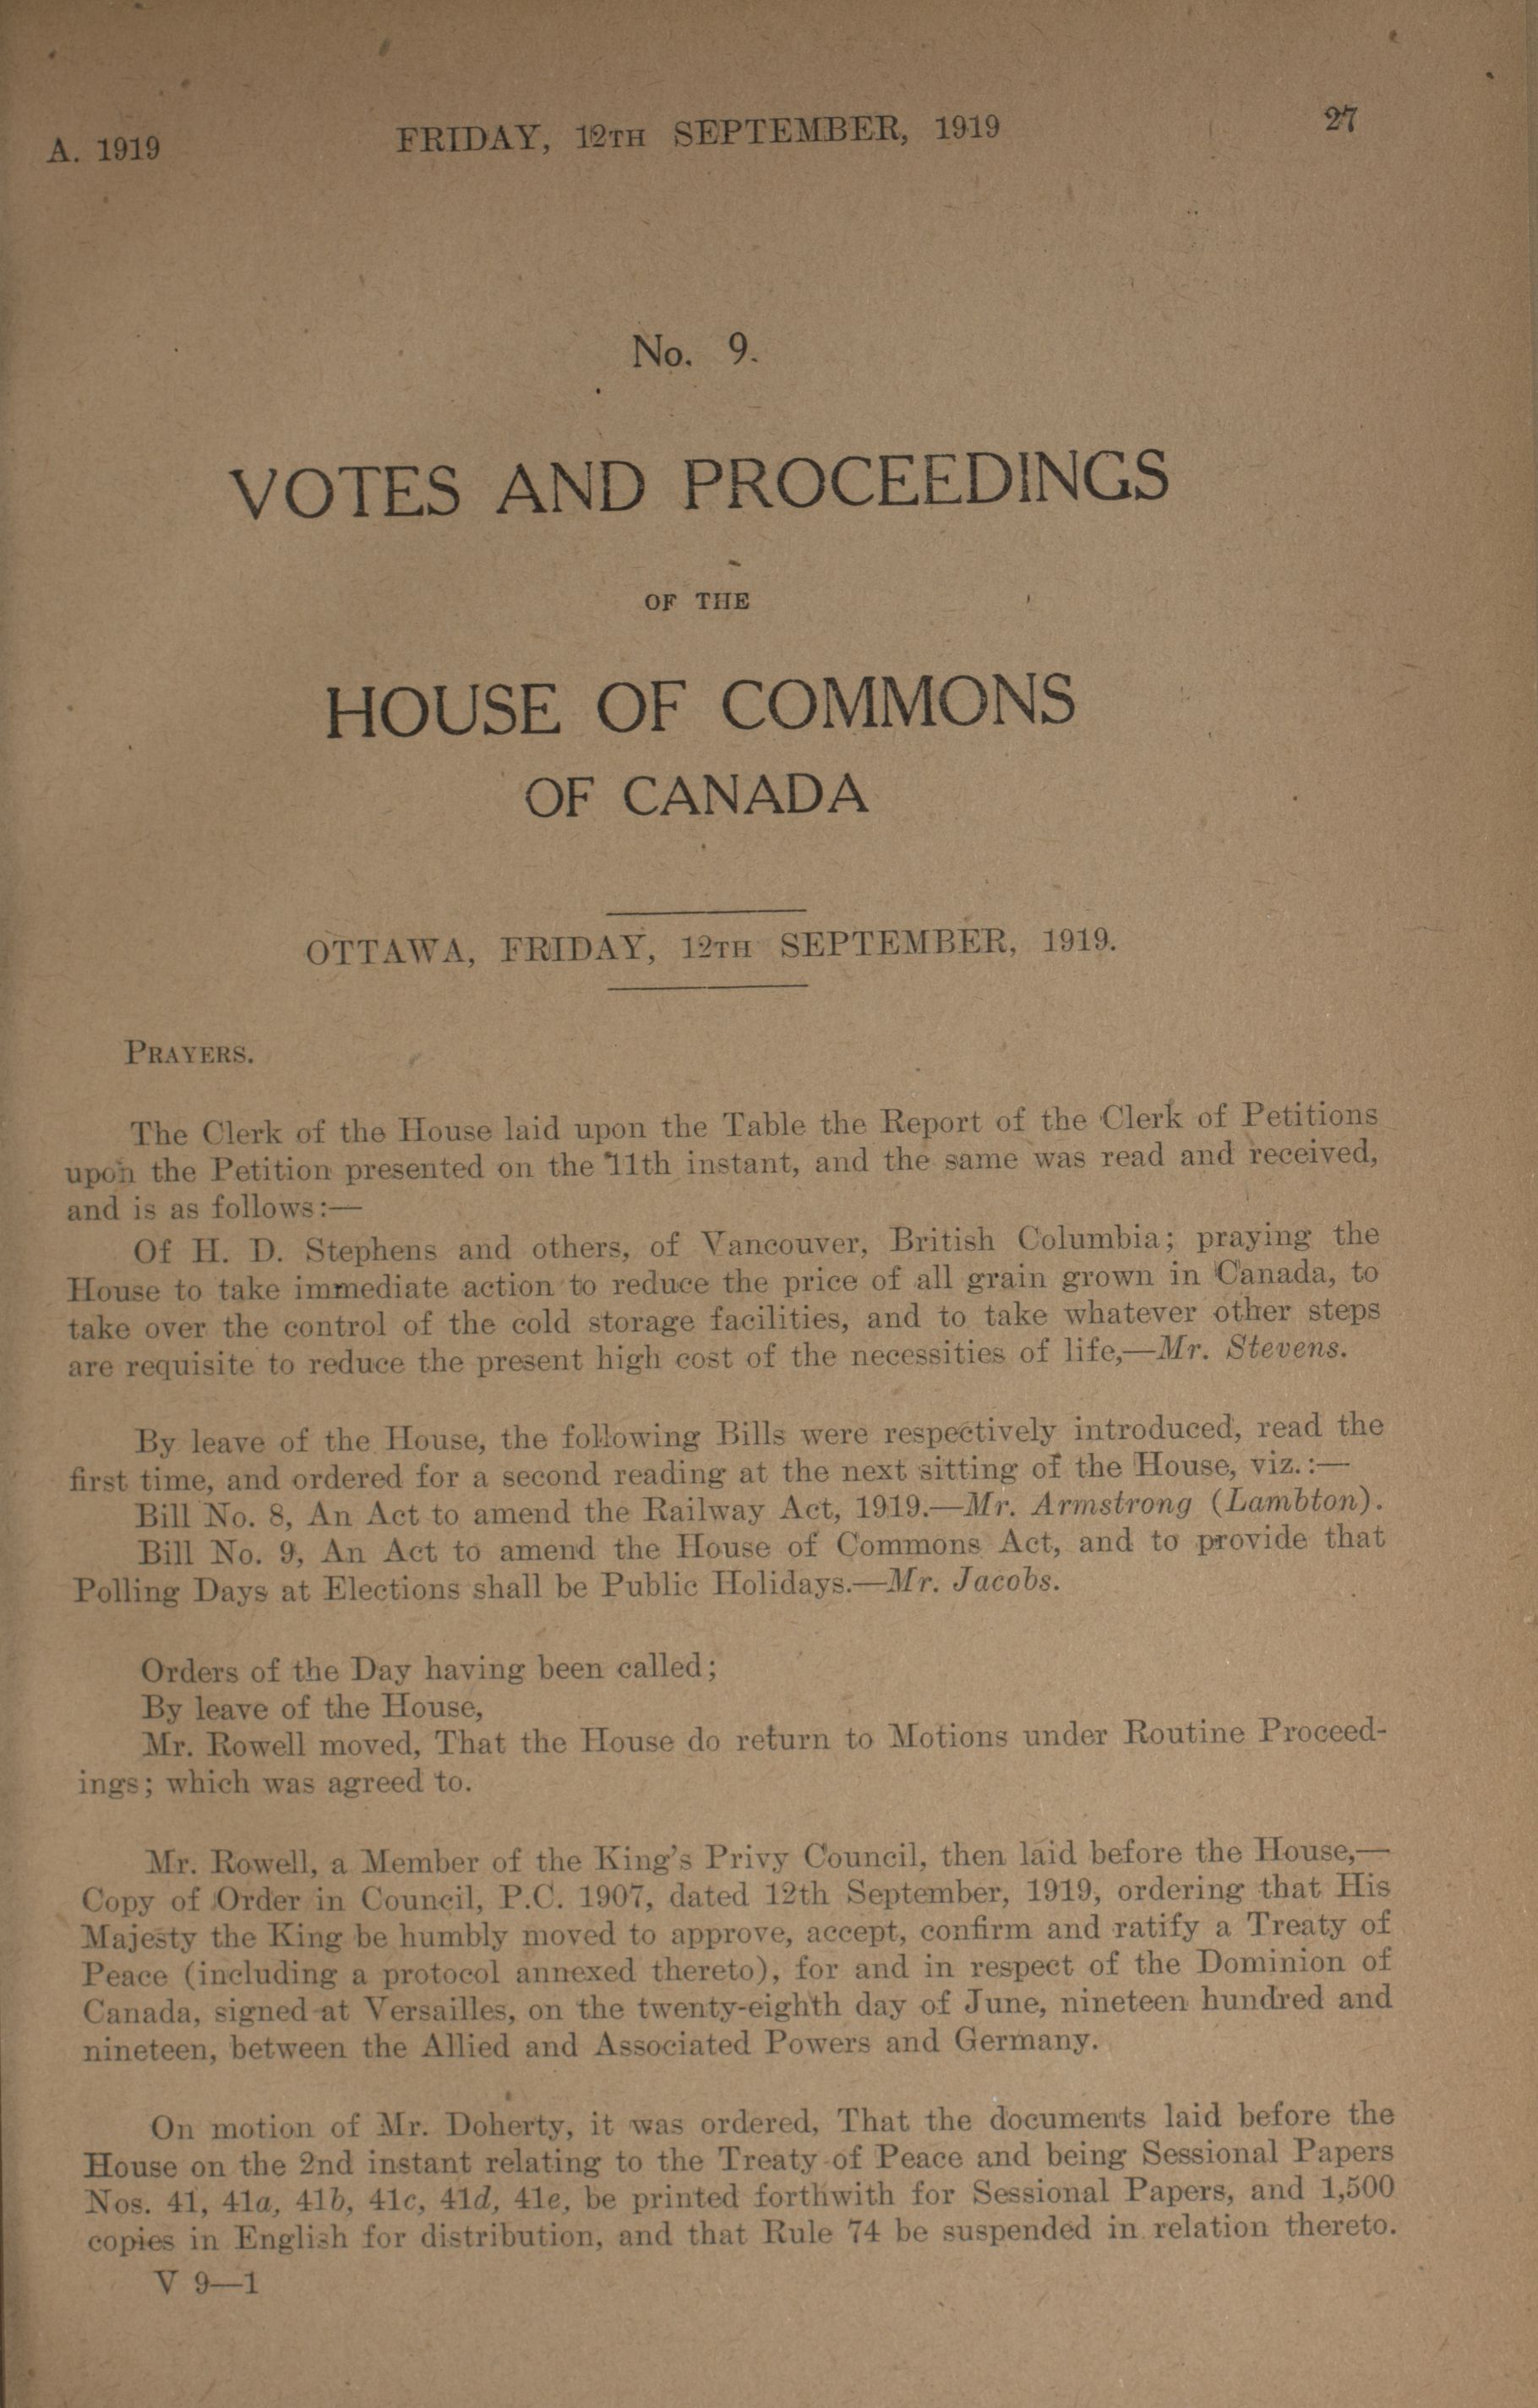 A. 1919 FRIDAY, 12TH SEPTEMBER, 1919 27
No. 9.
VOTES AND PROCEEDINGS
OF THE
HOUSE OF COMMONS
OF CANADA
OTTAWA, FRIDAY, 12TH SEPTEMBER, 1919.
PRAYERS.
The Clerk of the House laid upon the Table the Report of the Clerk of Petitions
upon the Petition presented on the 11th instant, and the same was read and received,
and is as follows:—
Of H. D. Stephens and others, of Vancouver, British Columbia; praying the
House to take immediate action to reduce the price of all grain grown in Canada, to
take over the control of the cold storage facilities, and to take whatever other steps
are requisite to reduce the present high cost of the necessities of life,—Mr. Stevens.
By leave of the House, the following Bills were respectively introduced, read the
first time, and ordered for a second reading at the next sitting of the House, viz.:—
Bill No. 8, An Act to amend the Railway Act, 1919.—Mr. Armstrong (Lambton).
Bill No. 9, An Act to amend the House of Commons Act, and to provide that
Polling Days at Elections shall be Public Holidays.—Mr. Jacobs.
Orders of the Day having been called;
By leave of the House,
Mr. Rowell moved, That the House do return to Motions under Routine Proceed-
ings; which was agreed to.
Mr. Rowell, a Member of the King's Privy Council, then laid before the House,—
Copy of Order in Council, P.C. 1907, dated 12th September, 1919, ordering that His
Majesty the King be humbly moved to approve, accept, confirm and ratify a Treaty of
Peace (including a protocol annexed thereto), for and in respect of the Dominion of
Canada, signed at Versailles, on the twenty-eighth day of June, nineteen hundred and
nineteen, between the Allied and Associated Powers and Germany.
On motion of Mr. Doherty, it was ordered, That the documents laid before the
House on the 2nd instant relating to the Treaty of Peace and being Sessional Papers
Nos. 41, 41a, 41b, 41c, 41d, 41e, be printed forthwith for Sessional Papers, and 1,500
copies in English for distribution, and that Rule 74 be suspended in relation thereto.
V 9—1